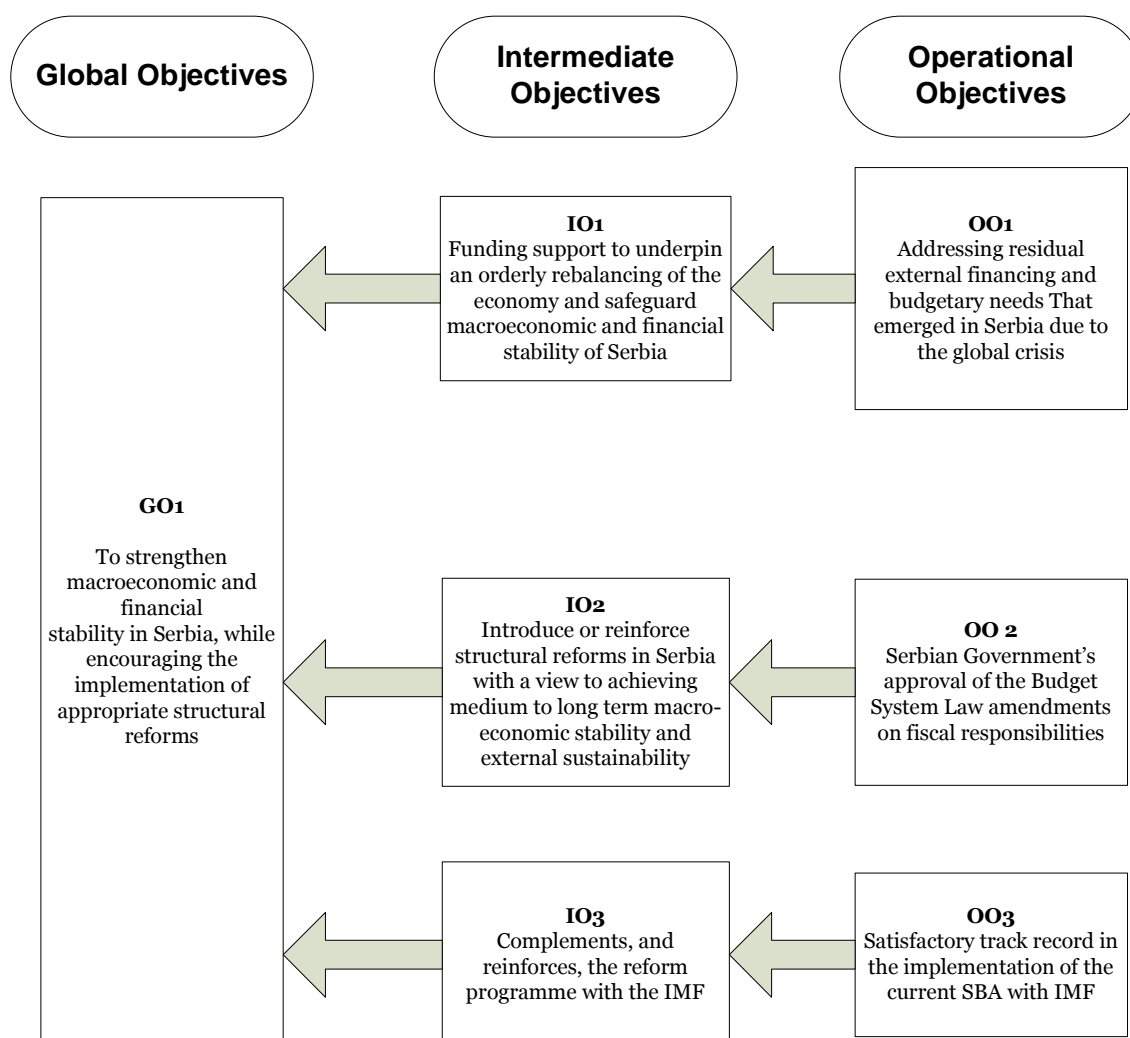 Global Objectives
Intermediate
Objectives
Operational
Objectives
GO1
To strengthen
macroeconomic and
financial
stability in Serbia, while
encouraging the
implementation of
appropriate structural
reforms
IO1
Funding support to underpin
an orderly rebalancing of the
economy and safeguard
macroeconomic and financial
stability of Serbia
OO1
Addressing residual
external financing and
budgetary needs That
emerged in Serbia due to
the global crisis
IO2
Introduce or reinforce
structural reforms in Serbia
with a view to achieving
medium to long term macro-
economic stability and
external sustainability
OO 2
Serbian Government’s
approval of the Budget
System Law amendments
on fiscal responsibilities
IO3
Complements, and
reinforces, the reform
programme with the IMF
OO3
Satisfactory track record in
the implementation of the
current SBA with IMF